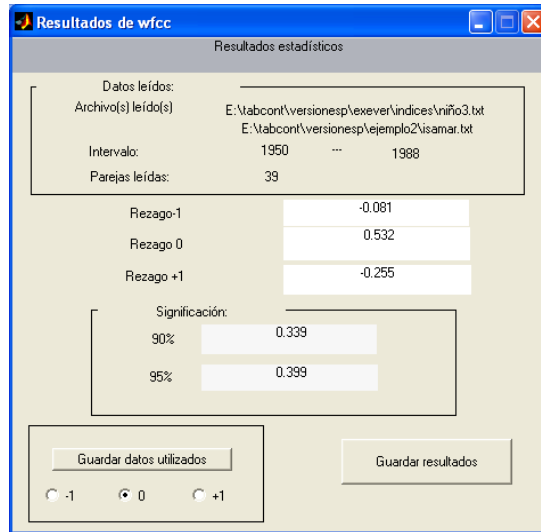 Resultados de wfcc
Resultados estadísticos
Datos leídos:
Archivo(s) leído(s)
E:\tabcont\versionesp\exever\indices\niño3.txt
E:\tabcont\versionesp\ejemplo2\isamar.txt
Intervalo: 1950 --- 1988
Parejas leídas: 39
Rezago-1 -0.081
Rezago 0 0.532
Rezago +1 -0.255
Significación:
90% 0.339
95% 0.399
Guardar datos utilizados
-1 0 +1
Guardar resultados